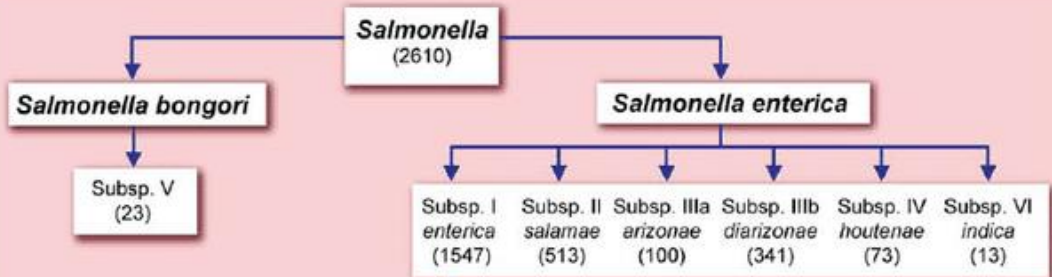 Salmonella
(2610)
Salmonella bongori
Salmonella enterica
Subsp. V
(23)
Subsp. I
enterica
(1547)
Subsp. II
salamae
(513)
Subsp. IIIa
arizonae
(100)
Subsp. IIIb
diarizonae
(341)
Subsp. IV
houtenae
(73)
Subsp. VI
indica
(13)